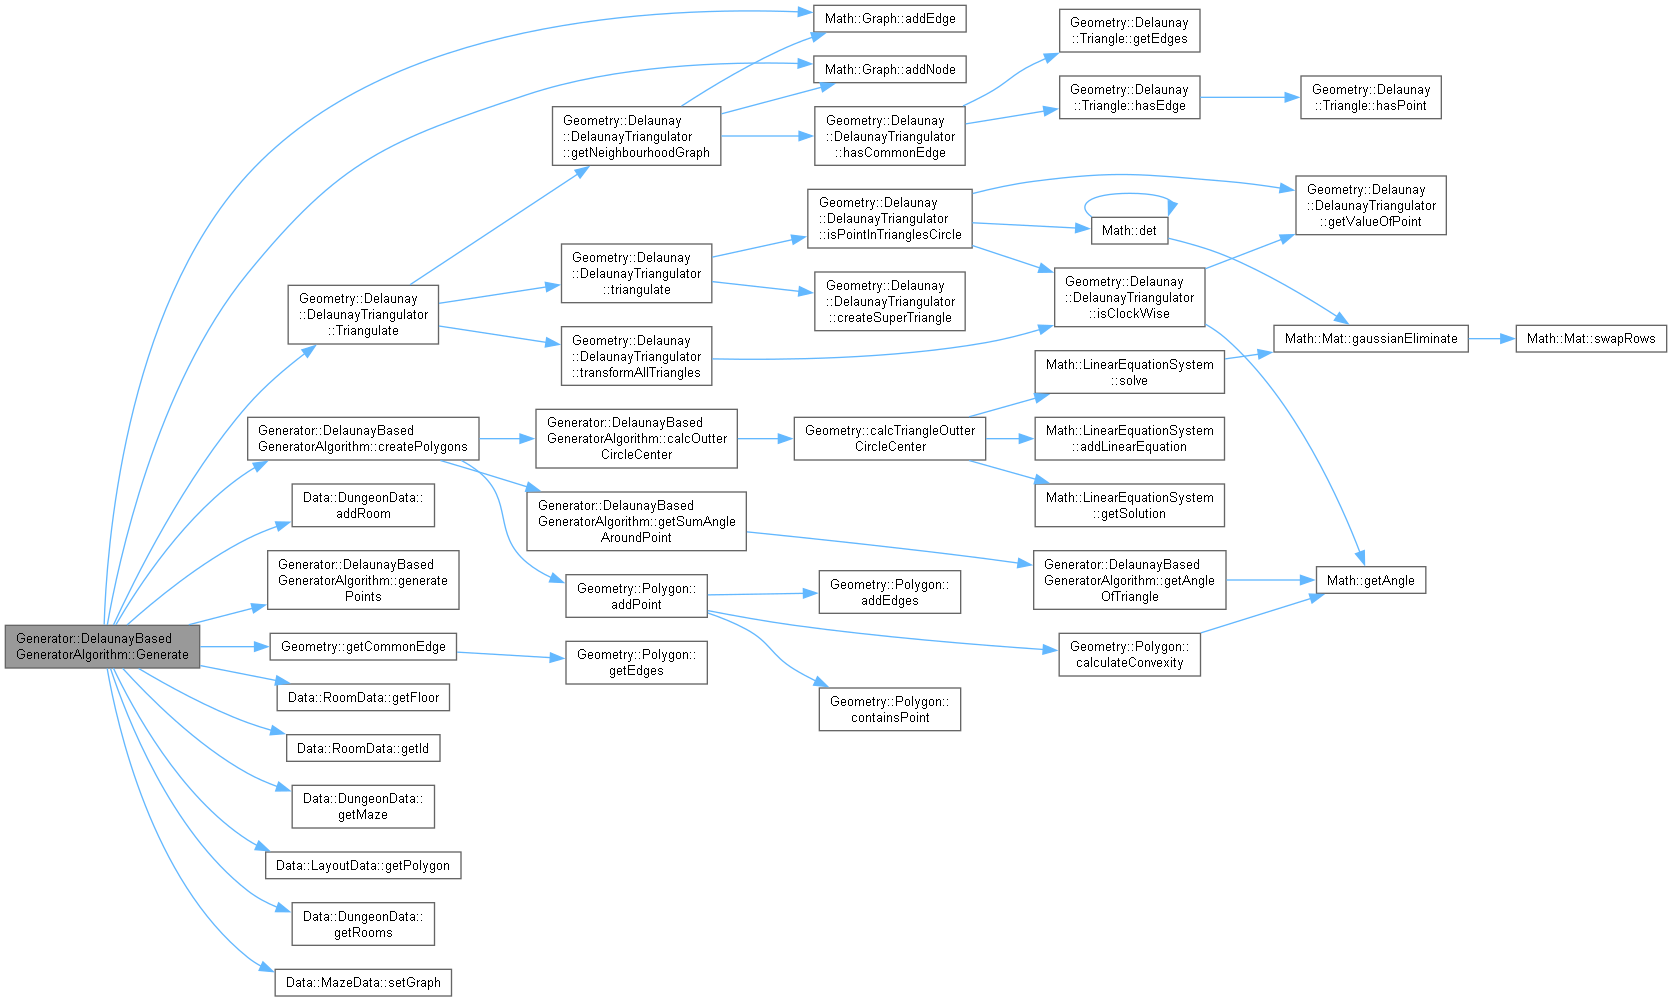 Generator::DelaunayBased
GeneratorAlgorithm::Generate
Math::Graph::addEdge
Math::Graph::addNode
Geometry::Delaunay
::DelaunayTriangulator
::Triangulate
Geometry::Delaunay
::DelaunayTriangulator
::getNeighbourhoodGraph
Geometry::Delaunay
::DelaunayTriangulator
::hasCommonEdge
Geometry::Delaunay
::Triangle::getEdges
Geometry::Delaunay
::Triangle::hasEdge
Geometry::Delaunay
::Triangle::hasPoint
Geometry::Delaunay
::DelaunayTriangulator
::triangulate
Geometry::Delaunay
::DelaunayTriangulator
::isPointInTrianglesCircle
Geometry::Delaunay
::DelaunayTriangulator
::createSuperTriangle
Geometry::Delaunay
::DelaunayTriangulator
::transformAllTriangles
Math::det
Geometry::Delaunay
::DelaunayTriangulator
::getValueOfPoint
Geometry::Delaunay
::DelaunayTriangulator
::isClockWise
Math::Mat::gaussianEliminate
Math::Mat::swapRows
Generator::DelaunayBased
GeneratorAlgorithm::createPolygons
Generator::DelaunayBased
GeneratorAlgorithm::calcOutter
CircleCenter
Geometry::calcTriangleOutter
CircleCenter
Math::LinearEquationSystem
::solve
Math::LinearEquationSystem
::addLinearEquation
Math::LinearEquationSystem
::getSolution
Generator::DelaunayBased
GeneratorAlgorithm::getSumAngle
AroundPoint
Generator::DelaunayBased
GeneratorAlgorithm::getAngle
OfTriangle
Math::getAngle
Geometry::Polygon::
addPoint
Geometry::Polygon::
addEdges
Geometry::Polygon::
calculateConvexity
Geometry::Polygon::
containsPoint
Data::DungeonData::
addRoom
Generator::DelaunayBased
GeneratorAlgorithm::generate
Points
Geometry::getCommonEdge
Geometry::Polygon::
getEdges
Data::RoomData::getFloor
Data::RoomData::getId
Data::DungeonData::
getMaze
Data::LayoutData::getPolygon
Data::DungeonData::
getRooms
Data::MazeData::setGraph